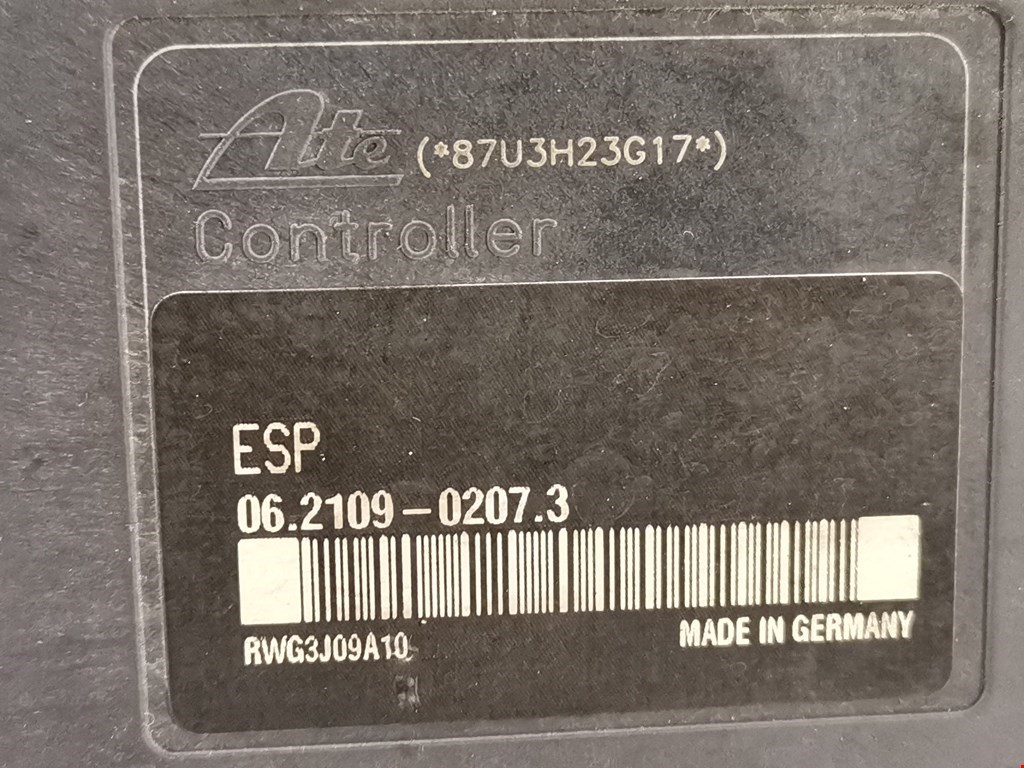 Ate (*87U3H23G17*)
Controller
ESP
06.2109-0207.3
RWG3J09A10 MADE IN GERMANY